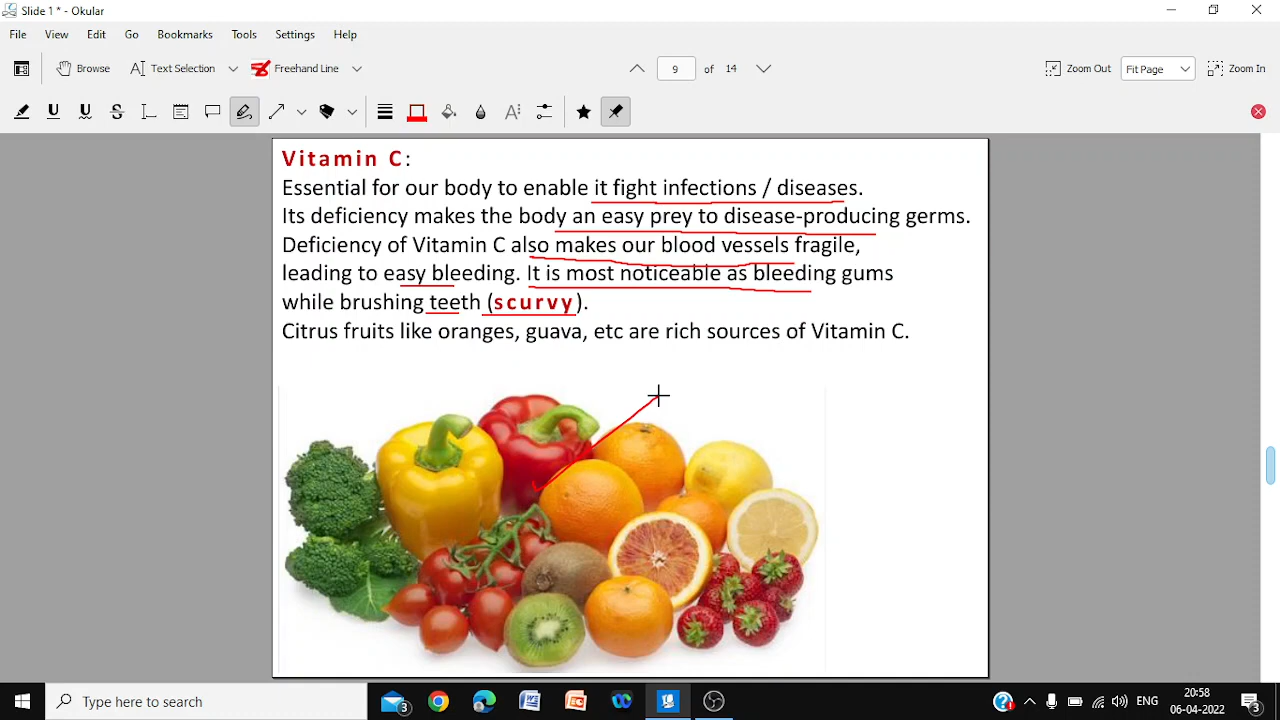 Slide 1 * - Okular
File View Edit Go Bookmarks Tools Settings Help
Browse Text Selection Freehand Line 9 of 14 Zoom Out Fit Page Zoom In
Vitamin C:
Essential for our body to enable it fight infections / diseases.
Its deficiency makes the body an easy prey to disease-producing germs.
Deficiency of Vitamin C also makes our blood vessels fragile,
leading to easy bleeding. It is most noticeable as bleeding gums
while brushing teeth (scurvy).
Citrus fruits like oranges, guava, etc are rich sources of Vitamin C.
Type here to search
3
ENG
20:58
06-04-2022
3